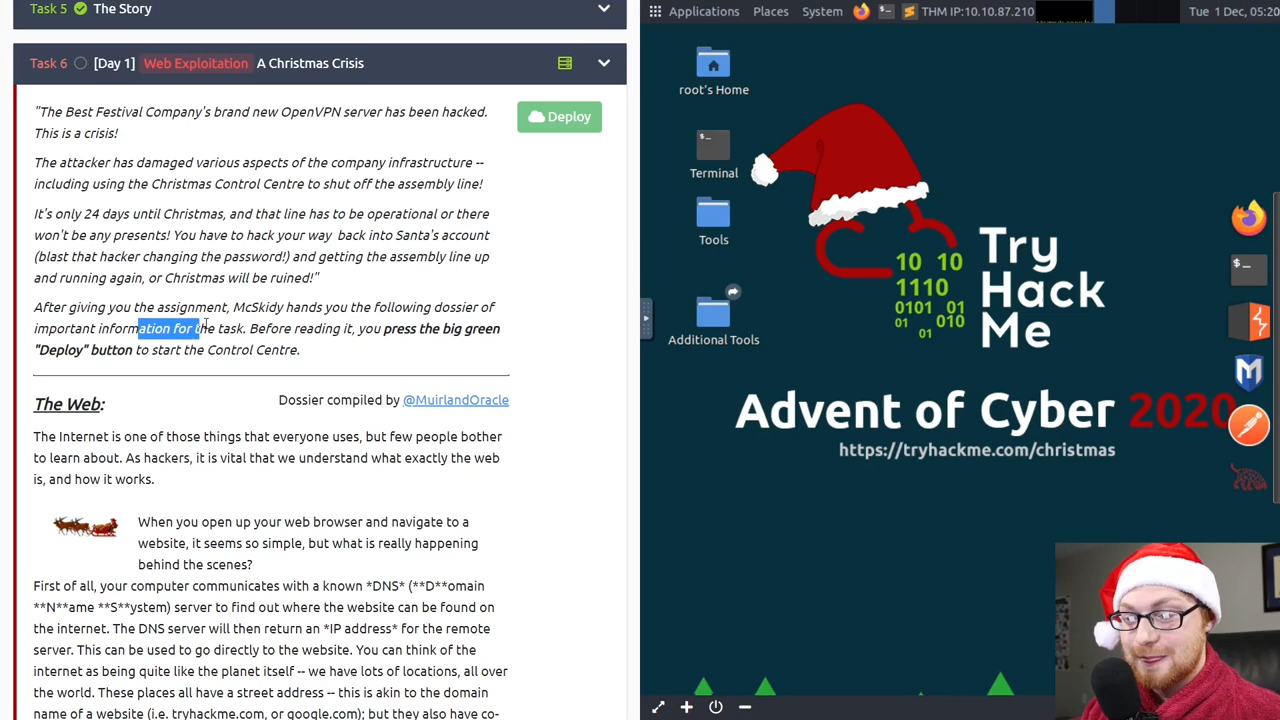 Task 5 The Story
Task 6 [Day 1] Web Exploitation A Christmas Crisis
"The Best Festival Company's brand new OpenVPN server has been hacked.
This is a crisis!
Deploy
The attacker has damaged various aspects of the company infrastructure --
including using the Christmas Control Centre to shut off the assembly line!
It's only 24 days until Christmas, and that line has to be operational or there
won't be any presents! You have to hack your way back into Santa's account
(blast that hacker changing the password!) and getting the assembly line up
and running again, or Christmas will be ruined!"
After giving you the assignment, McSkidy hands you the following dossier of
important information for the task. Before reading it, you press the big green
"Deploy" button to start the Control Centre.
The Web:
Dossier compiled by @MuirlandOracle
The Internet is one of those things that everyone uses, but few people bother
to learn about. As hackers, it is vital that we understand what exactly the web
is, and how it works.
When you open up your web browser and navigate to a
website, it seems so simple, but what is really happening
behind the scenes?
First of all, your computer communicates with a known *DNS* (**D**omain
**N**ame **S**ystem) server to find out where the website can be found on
the internet. The DNS server will then return an *IP address* for the remote
server. This can be used to go directly to the website. You can think of the
internet as being quite like the planet itself -- we have lots of locations, all over
the world. These places all have a street address -- this is akin to the domain
name of a website (i.e. tryhackme.com, or google.com); but they also have co-
Applications Places System THM IP:10.10.87.210 Tue 1 Dec, 05:20
root's Home
Terminal
Tools
Additional Tools
10 10
1110
0101 01
01 010
01
Try
Hack
Me
Advent of Cyber 2020
https://tryhackme.com/christmas